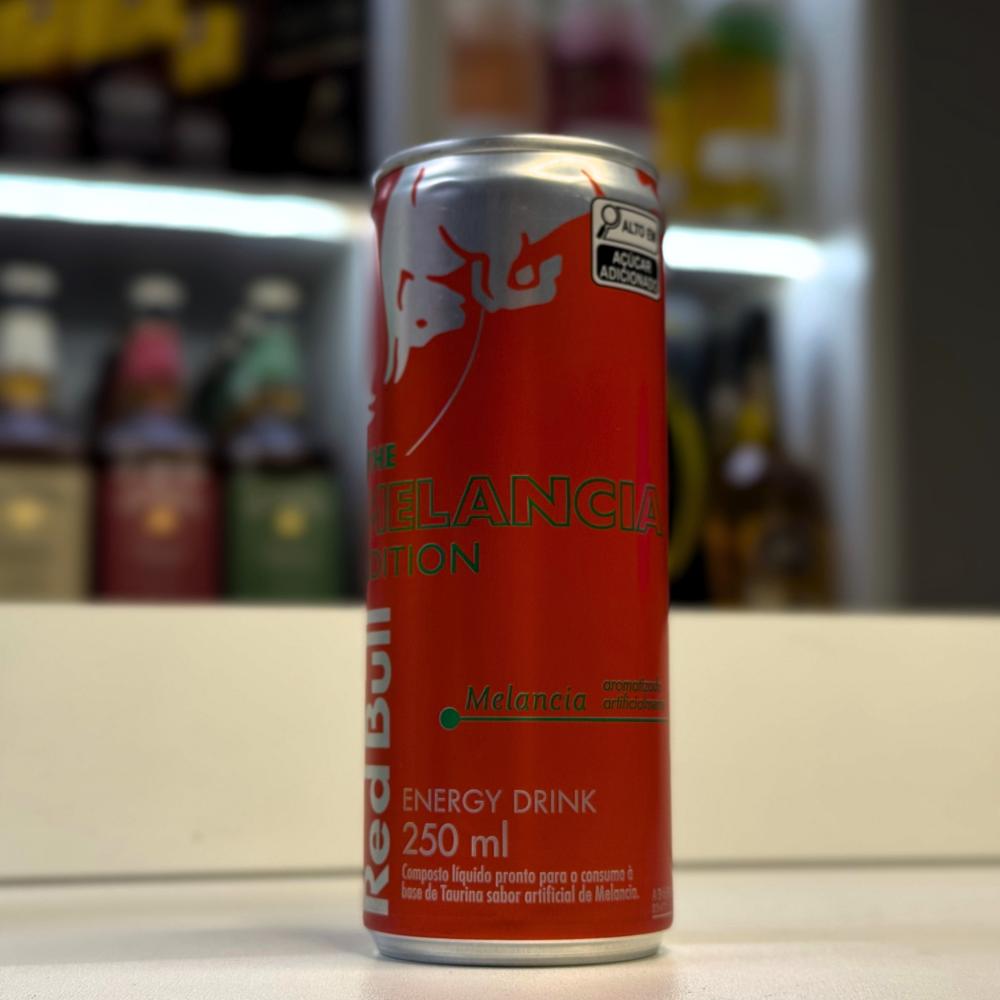 ALTO EM
AÇÚCAR
ADICIONADO
THE
MELANCIA
EDITION
Red Bull
Melancia
aromatizado
artificialmente
ENERGY DRINK
250 ml
Composto líquido pronto para o consumo à
base de Taurina sabor artificial de Melancia.